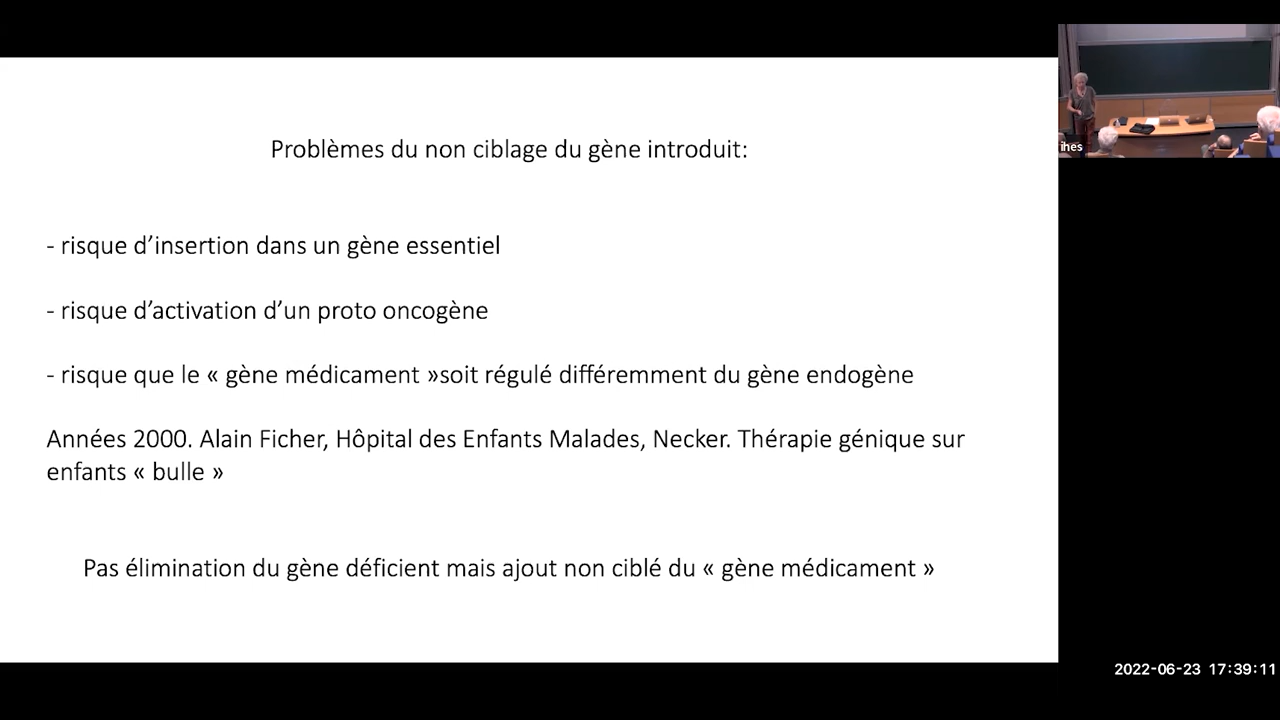 Problèmes du non ciblage du gène introduit:
- risque d’insertion dans un gène essentiel
- risque d’activation d’un proto oncogène
- risque que le « gène médicament »soit régulé différemment du gène endogène
Années 2000. Alain Ficher, Hôpital des Enfants Malades, Necker. Thérapie génique sur
enfants « bulle »
Pas élimination du gène déficient mais ajout non ciblé du « gène médicament »
ihes
2022-06-23 17:39:11